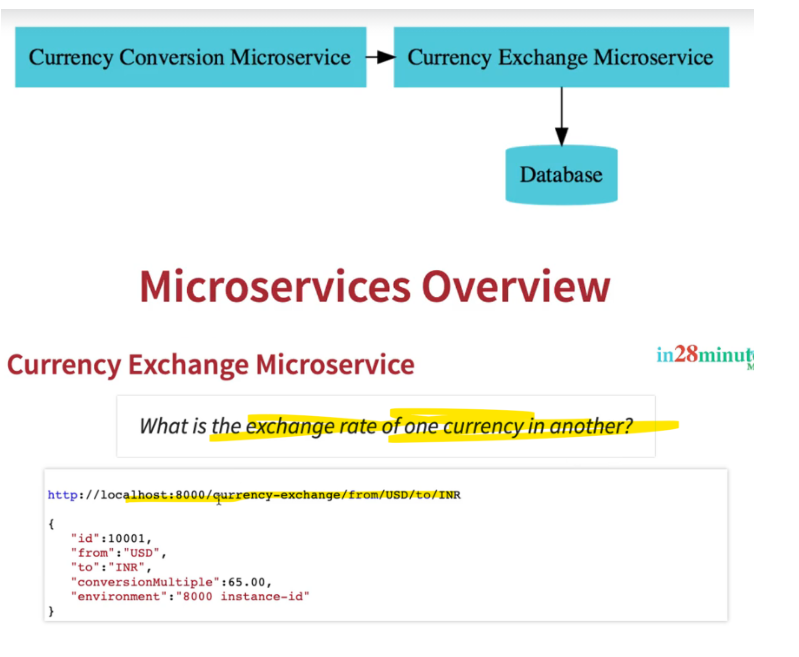 Currency Conversion Microservice
Currency Exchange Microservice
Database
Microservices Overview
in28minut
Currency Exchange Microservice
What is the exchange rate of one currency in another?
http://localhost:8000/currency-exchange/from/USD/to/INR
{
"id":10001,
"from":"USD",
"to":"INR",
"conversionMultiple":65.00,
"environment":"8000 instance-id"
}